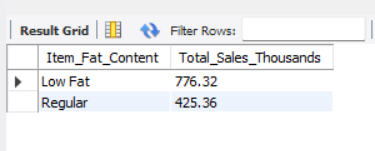 Result Grid Filter Rows:
Item_Fat_Content Total_Sales_Thousands
Low Fat 776.32
Regular 425.36